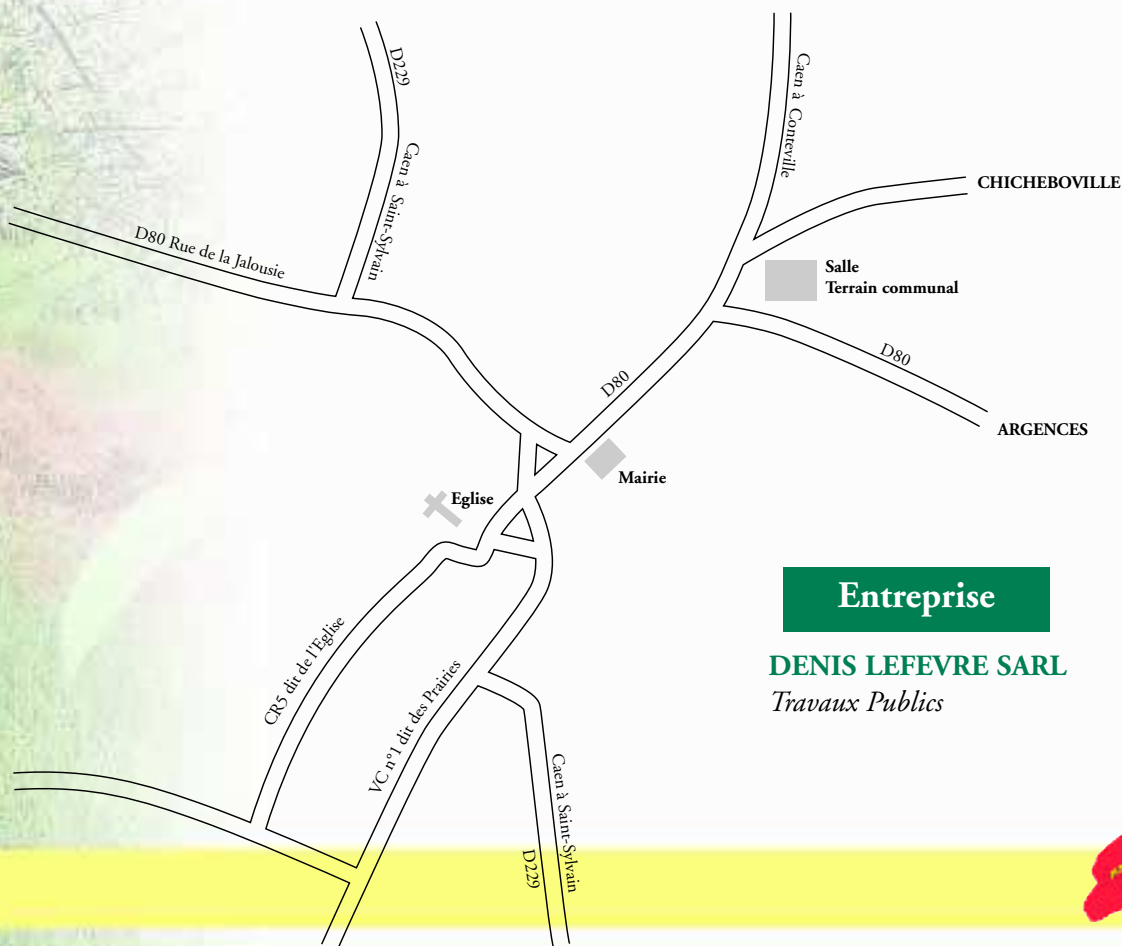 D229
Caen à Saint-Sylvain
Caen à Conteville
CHICHEBOVILLE
D80 Rue de la Jalousie
Salle
Terrain communal
D80
D80
ARGENCES
Mairie
Eglise
Entreprise
DENIS LEFEVRE SARL
Travaux Publics
CR5 dit de l'Eglise
VC n°1 dit des Prairies
Caen à Saint-Sylvain
D229